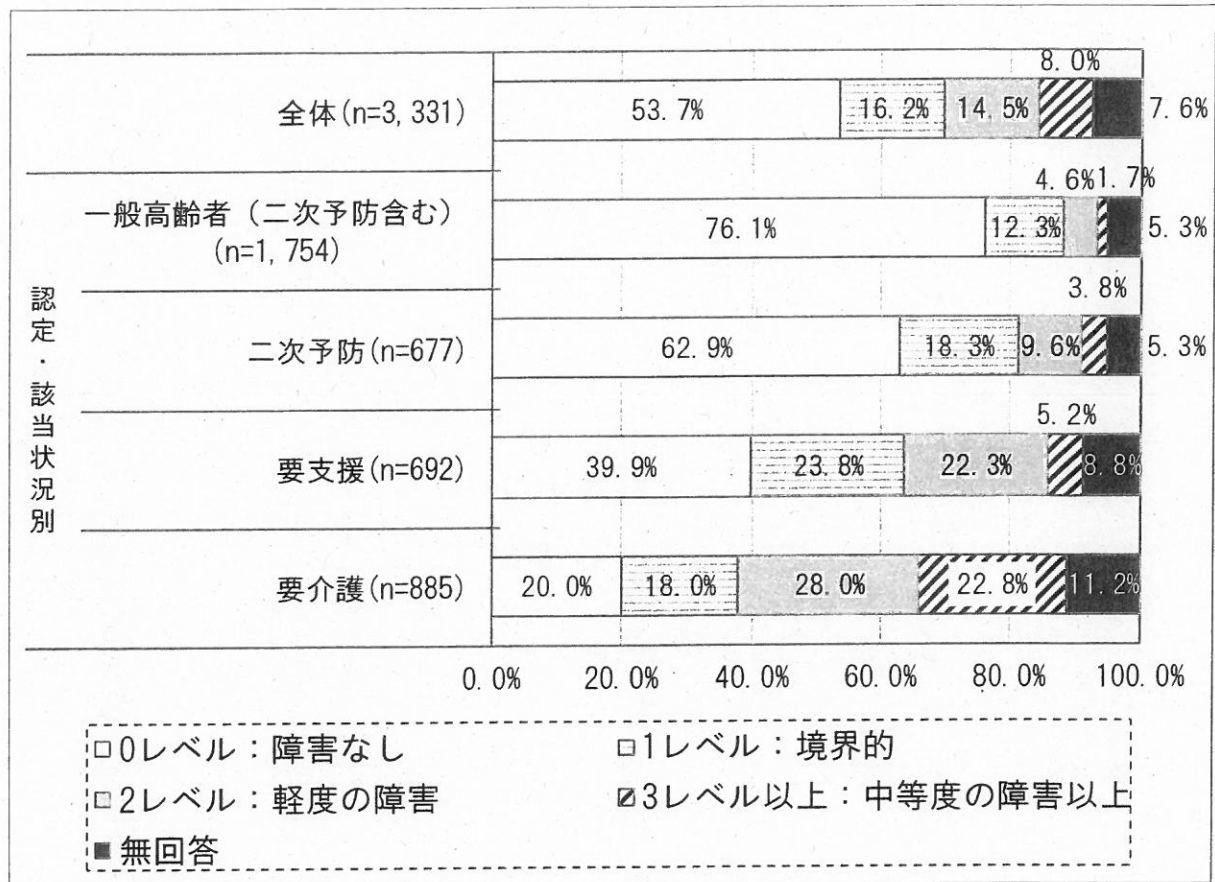 8.0%
全体(n=3,331)
53.7% 16.2% 14.5% 7.6%
4.6% 1.7%
一般高齢者（二次予防含む）
(n=1,754)
76.1% 12.3% 5.3%
3.8%
二次予防(n=677)
62.9% 18.3% 9.6% 5.3%
5.2%
要支援(n=692)
39.9% 23.8% 22.3% 8.8%
要介護(n=885)
20.0% 18.0% 28.0% 22.8% 11.2%
認定・該当状況別
0.0% 20.0% 40.0% 60.0% 80.0% 100.0%
0レベル：障害なし 1レベル：境界的
2レベル：軽度の障害 3レベル以上：中等度の障害以上
無回答